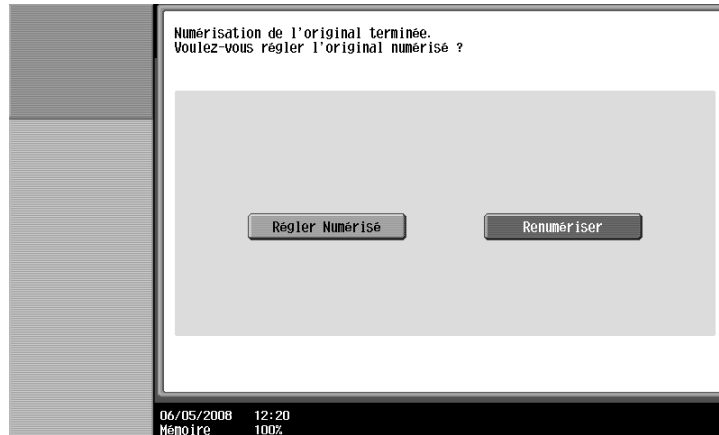 Numérisation de l'original terminée.
Voulez-vous régler l'original numérisé ?
Régler Numérisé
Renumériser
06/05/2008 12:20
Mémoire 100%